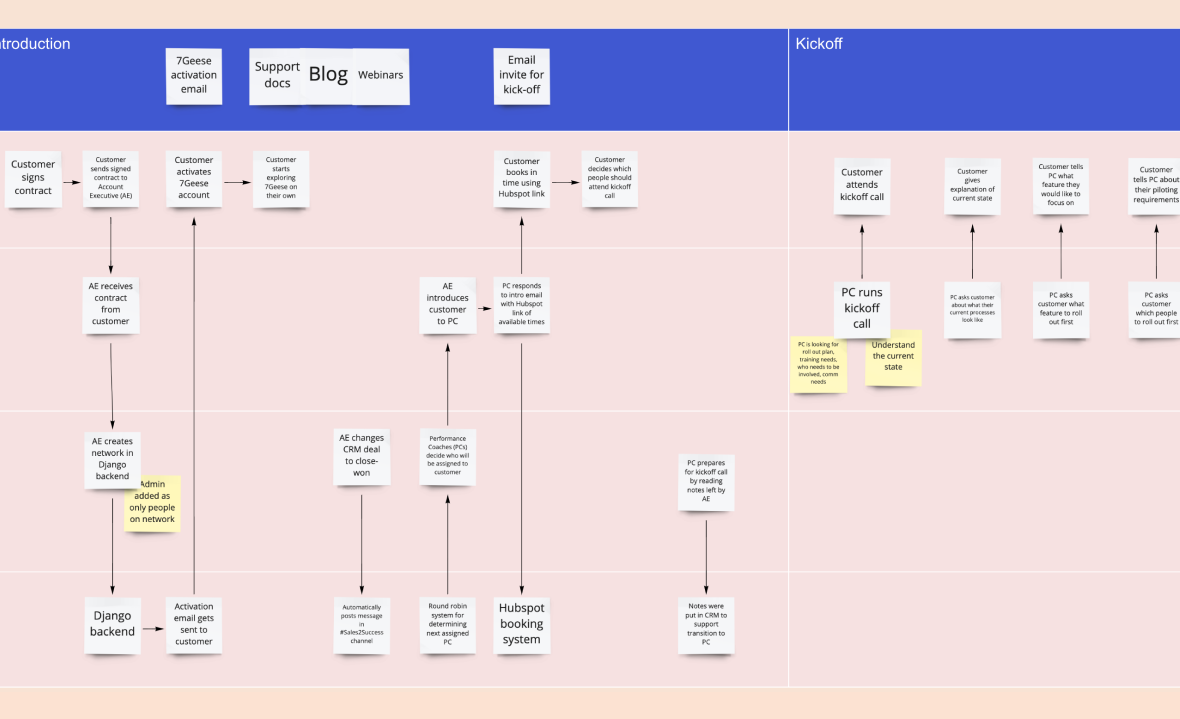 ntroduction
Kickoff
7Geese
activation
email
Support
docs
Blog
Webinars
Email
invite for
kick-off
Customer
signs
contract
Customer
sends signed
contract to
Account
Executive (AE)
Customer
activates
7Geese
account
Customer
starts
exploring
7Geese on
their own
Customer
books in
time using
Hubspot link
Customer
decides which
people should
attend kickoff
call
Customer
attends
kickoff call
Customer
gives
explanation of
current state
Customer tells
PC what
feature they
would like to
focus on
Customer
tells PC about
their piloting
requirements
AE receives
contract
from
customer
AE
introduces
customer
to PC
PC responds
to intro email
with Hubspot
link of
available times
PC runs
kickoff
call
PC asks customer
about what their
current processes
look like
PC asks
customer what
feature to roll
out first
PC asks
customer
which people
to roll out first
PC is looking for
roll out plan,
training needs,
who needs to be
involved, comm
needs
Understand
the current
state
AE creates
network in
Django
backend
Admin
added as
only people
on network
AE changes
CRM deal
to close-
won
Performance
Coaches (PCs)
decide who will
be assigned to
customer
PC prepares
for kickoff call
by reading
notes left by
AE
Django
backend
Activation
email gets
sent to
customer
Automatically
posts message
in
#Sales2Success
channel
Round robin
system for
determining
next assigned
PC
Hubspot
booking
system
Notes were
put in CRM to
support
transition to
PC